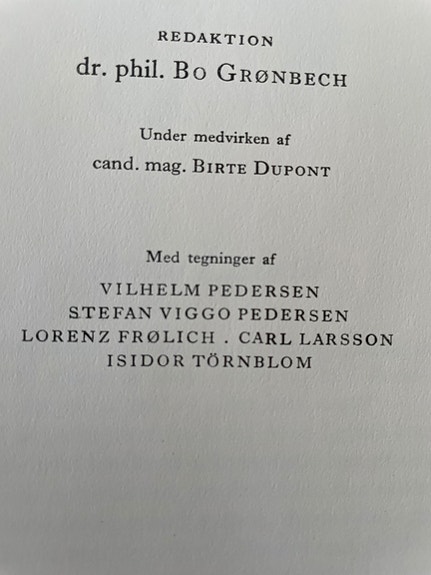 REDAKTION
dr. phil. BO GRØNBECH
Under medvirken af
cand. mag. BIRTE DUPONT
Med tegninger af
VILHELM PEDERSEN
STEFAN VIGGO PEDERSEN
LORENZ FRØLICH . CARL LARSSON
ISIDOR TÖRNBLOM